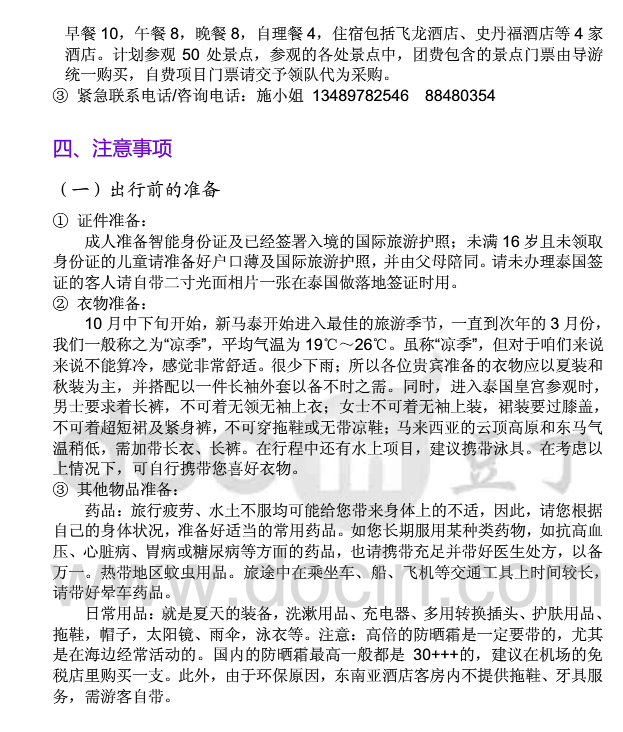 早餐 10，午餐 8，晚餐 8，自理餐 4，住宿包括飞龙酒店、史丹福酒店等 4 家
酒店。计划参观 50 处景点，参观的各处景点中，团费包含的景点门票由导游
统一购买，自费项目门票请交予领队代为采购。
③ 紧急联系电话/咨询电话：施小姐 13489782546 88480354
四、注意事项
（一）出行前的准备
① 证件准备：
成人准备智能身份证及已经签署入境的国际旅游护照；未满 16 岁且未领取
身份证的儿童请准备好户口薄及国际旅游护照，并由父母陪同。请未办理泰国签
证的客人请自带二寸光面相片一张在泰国做落地签证时用。
② 衣物准备：
10 月中下旬开始，新马泰开始进入最佳的旅游季节，一直到次年的 3 月份，
我们一般称之为“凉季”，平均气温为 19℃～26℃。虽称“凉季”，但对于咱们来说
来说不能算冷，感觉非常舒适。很少下雨；所以各位贵宾准备的衣物应以夏装和
秋装为主，并搭配以一件长袖外套以备不时之需。同时，进入泰国皇宫参观时，
男士要求着长裤，不可着无领无袖上衣；女士不可着无袖上装，裙装要过膝盖，
不可着超短裙及紧身裤，不可穿拖鞋或无带凉鞋；马来西亚的云顶高原和东马气
温稍低，需加带长衣、长裤。在行程中还有水上项目，建议携带泳具。在考虑以
上情况下，可自行携带您喜好衣物。
③ 其他物品准备：
药品：旅行疲劳、水土不服均可能给您带来身体上的不适，因此，请您根据
自己的身体状况，准备好适当的常用药品。如您长期服用某种类药物，如抗高血
压、心脏病、胃病或糖尿病等方面的药品，也请携带充足并带好医生处方，以备
万一。热带地区蚊虫用品。旅途中在乘坐车、船、飞机等交通工具上时间较长，
请带好晕车药品。
日常用品：就是夏天的装备，洗漱用品、充电器、多用转换插头、护肤用品、
拖鞋，帽子，太阳镜、雨伞，泳衣等。注意：高倍的防晒霜是一定要带的，尤其
是在海边经常活动的。国内的防晒霜最高一般都是 30+++的，建议在机场的免
税店里购买一支。此外，由于环保原因，东南亚酒店客房内不提供拖鞋、牙具服
务，需游客自带。
docin 豆丁
www.docin.com